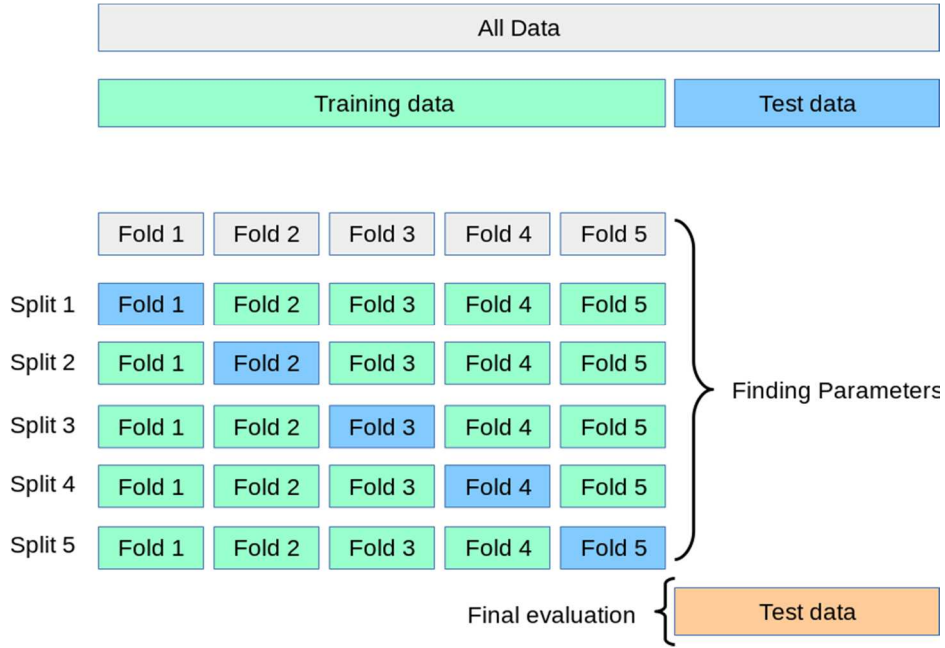 All Data
Training data Test data
Fold 1 Fold 2 Fold 3 Fold 4 Fold 5
Split 1 Fold 1 Fold 2 Fold 3 Fold 4 Fold 5
Split 2 Fold 1 Fold 2 Fold 3 Fold 4 Fold 5
Finding Parameters
Split 3 Fold 1 Fold 2 Fold 3 Fold 4 Fold 5
Split 4 Fold 1 Fold 2 Fold 3 Fold 4 Fold 5
Split 5 Fold 1 Fold 2 Fold 3 Fold 4 Fold 5
Final evaluation Test data